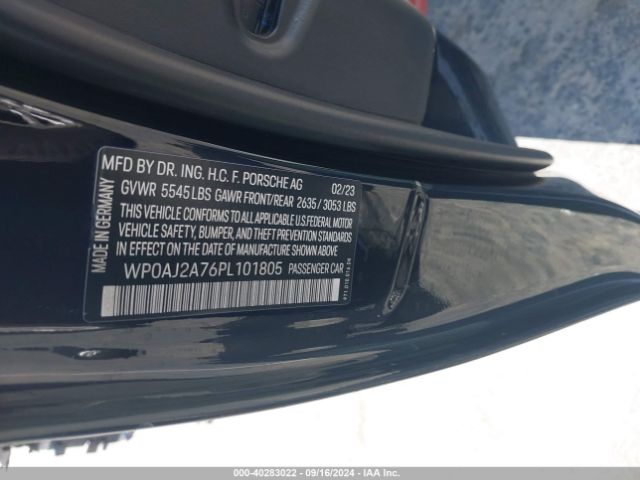 MFD BY DR. ING. H.C. F. PORSCHE AG 02/23
GVWR 5545 LBS GAWR FRONT/REAR 2635 / 3053 LBS
THIS VEHICLE CONFORMS TO ALL APPLICABLE U.S. FEDERAL MOTOR
VEHICLE SAFETY, BUMPER, AND THEFT PREVENTION STANDARDS
IN EFFECT ON THE DATE OF MANUFACTURE SHOWN ABOVE
WP0AJ2A76PL101805 PASSENGER CAR
MADE IN GERMANY
WP0-40283022 - 09/16/2024 - IAA Inc.